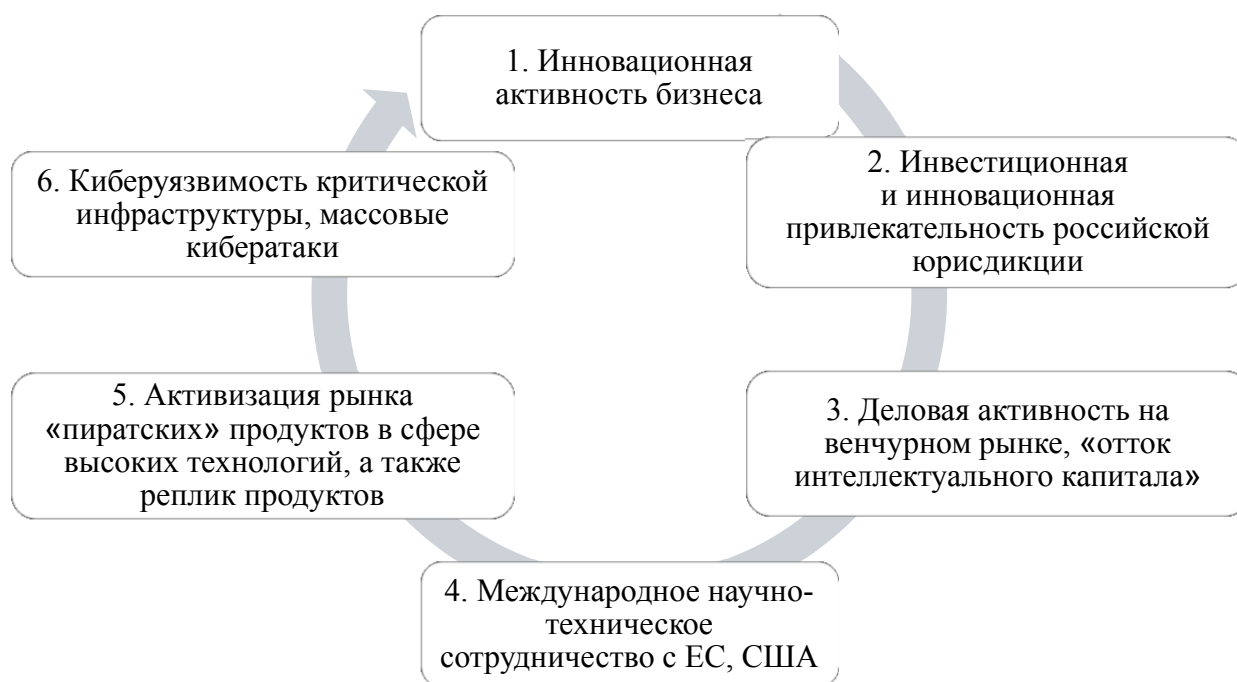 1. Инновационная
активность бизнеса
2. Инвестиционная
и инновационная
привлекательность российской
юрисдикции
3. Деловая активность на
венчурном рынке, «отток
интеллектуального капитала»
4. Международное научно-
техническое
сотрудничество с ЕС, США
5. Активизация рынка
«пиратских» продуктов в сфере
высоких технологий, а также
реплик продуктов
6. Киберуязвимость критической
инфраструктуры, массовые
кибератаки